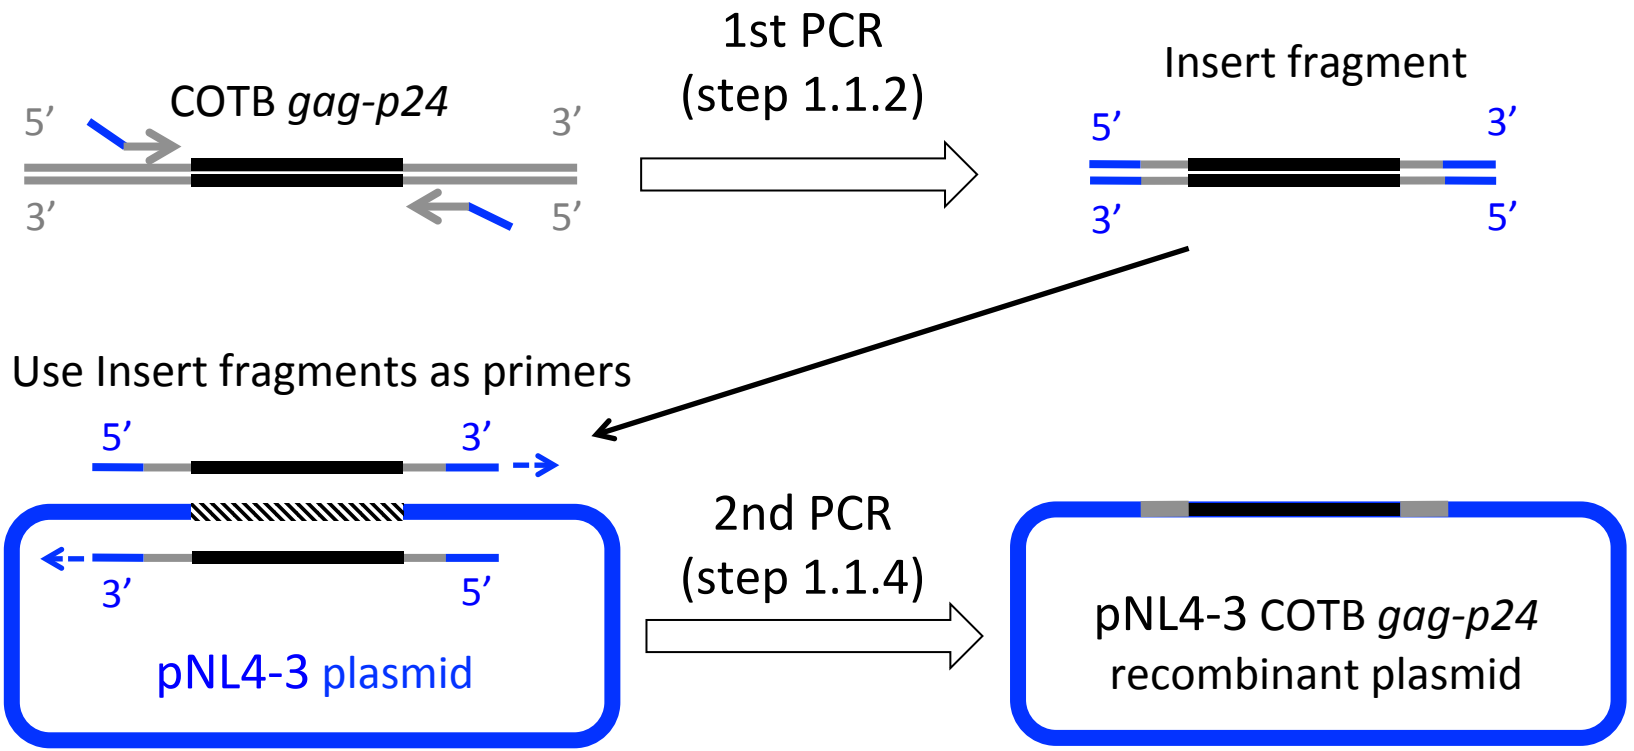 1st PCR
(step 1.1.2)
Insert fragment
COTB gag-p24
5’ 3’
3’ 5’
5’ 3’
3’ 5’
Use Insert fragments as primers
5’ 3’
3’ 5’
pNL4-3 plasmid
2nd PCR
(step 1.1.4)
pNL4-3 COTB gag-p24
recombinant plasmid